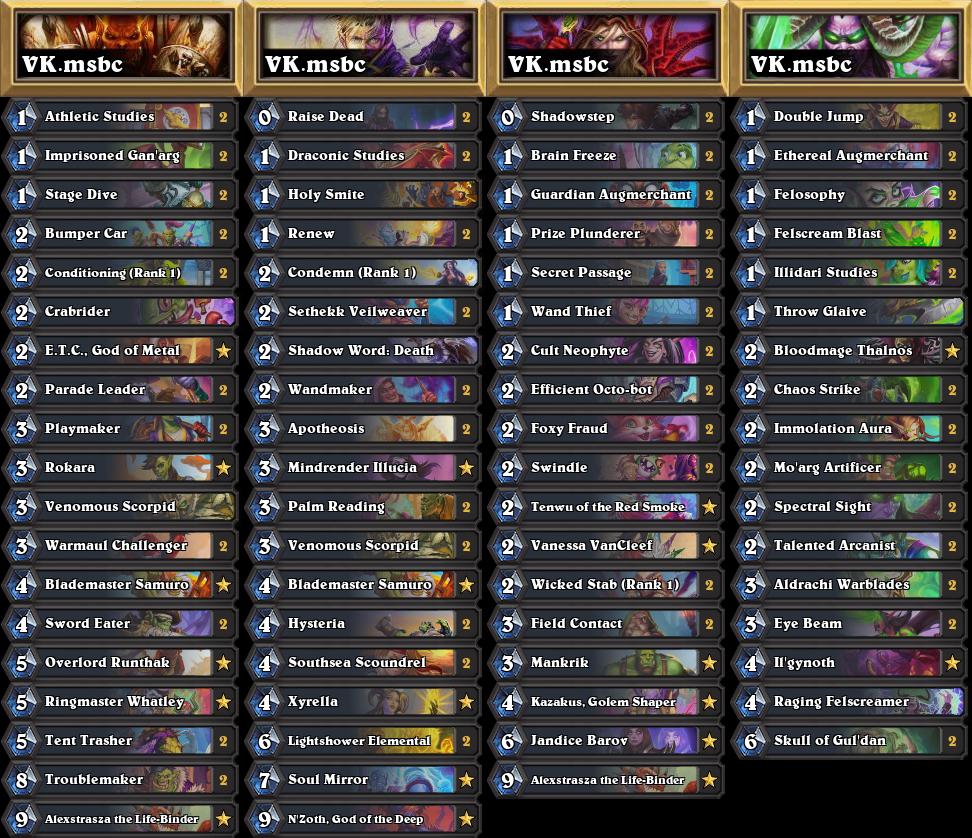 VK.msbc
1 Athletic Studies 2
1 Imprisoned Gan'arg 2
1 Stage Dive 2
2 Bumper Car 2
2 Conditioning (Rank 1) 2
2 Crabrider
2 E.T.C., God of Metal
2 Parade Leader 2
3 Playmaker 2
3 Rokara
3 Venomous Scorpid
3 Warmaul Challenger 2
4 Blademaster Samuro
4 Sword Eater 2
5 Overlord Runthak
5 Ringmaster Whatley
5 Tent Trasher 2
8 Troublemaker 2
9 Alexstrasza the Life-Binder
VK.msbc
0 Raise Dead 2
1 Draconic Studies 2
1 Holy Smite
1 Renew 2
2 Condemn (Rank 1)
2 Sethekk Veilweaver 2
2 Shadow Word: Death
2 Wandmaker 2
3 Apotheosis 2
3 Mindrender Illucia
3 Palm Reading 2
3 Venomous Scorpid 2
4 Blademaster Samuro
4 Hysteria 2
4 Southsea Scoundrel 2
4 Xyrella
6 Lightshower Elemental 2
7 Soul Mirror
9 N'Zoth, God of the Deep
VK.msbc
0 Shadowstep 2
1 Brain Freeze 2
1 Guardian Augmerchant 2
1 Prize Plunderer 2
1 Secret Passage 2
1 Wand Thief 2
2 Cult Neophyte 2
2 Efficient Octo-bot 2
2 Foxy Fraud 2
2 Swindle 2
2 Tenwu of the Red Smoke
2 Vanessa VanCleef
2 Wicked Stab (Rank 1) 2
3 Field Contact 2
3 Mankrik
4 Kazakus, Golem Shaper
6 Jandice Barov
9 Alexstrasza the Life-Binder
VK.msbc
1 Double Jump 2
1 Ethereal Augmerchant 2
1 Felosophy 2
1 Felscream Blast 2
1 Illidari Studies 2
1 Throw Glaive
2 Bloodmage Thalnos
2 Chaos Strike 2
2 Immolation Aura 2
2 Mo'arg Artificer 2
2 Spectral Sight 2
2 Talented Arcanist 2
3 Aldrachi Warblades 2
3 Eye Beam 2
4 Il'gynoth
4 Raging Felscreamer
6 Skull of Gul'dan 2